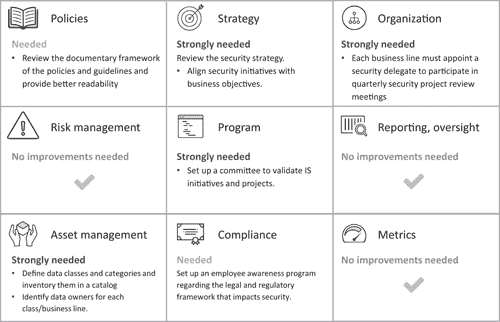 Policies
Needed
• Review the documentary framework
of the policies and guidelines and
provide better readability
Strategy
Strongly needed
Review the security strategy.
• Align security initiatives with
business objectives.
Organization
Strongly needed
• Each business line must appoint a
security delegate to participate in
quarterly security project review
meetings
Risk management
No improvements needed
Program
Strongly needed
• Set up a committee to validate IS
initiatives and projects.
Reporting, oversight
No improvements needed
Asset management
Strongly needed
• Define data classes and categories and
inventory them in a catalog
• Identify data owners for each
class/business line.
Compliance
Needed
Set up an employee awareness program
regarding the legal and regulatory
framework that impacts security.
Metrics
No improvements needed